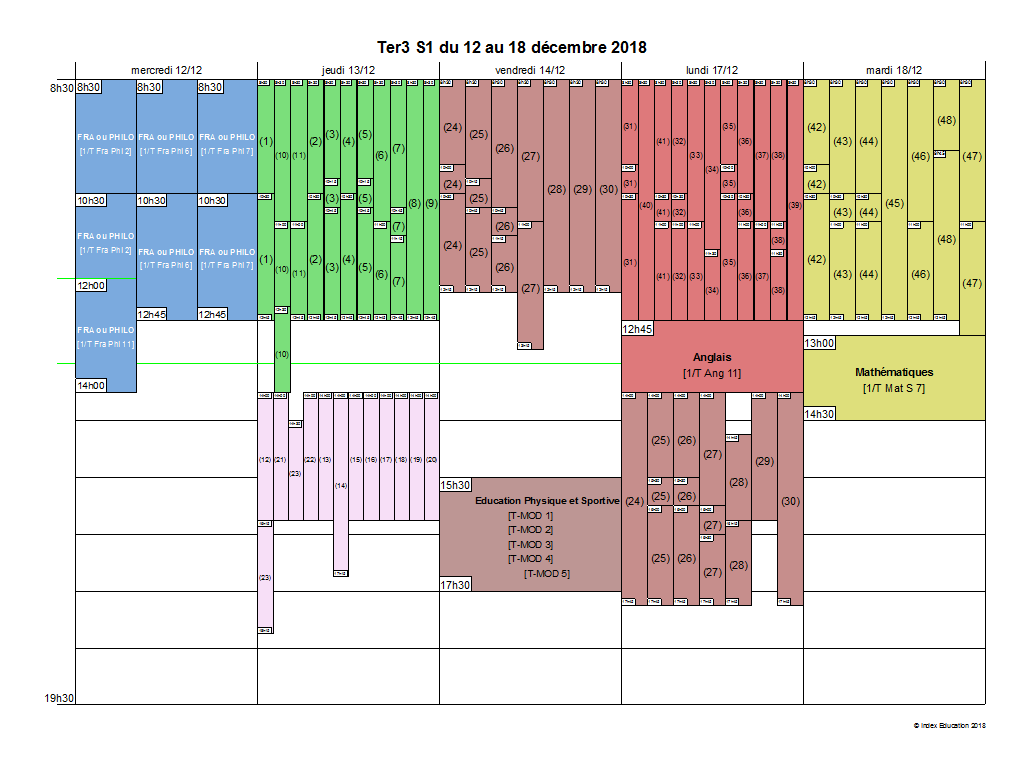 Ter3 S1 du 12 au 18 décembre 2018
mercredi 12/12
jeudi 13/12
vendredi 14/12
lundi 17/12
mardi 18/12
8h30
19h30
8h30
FRA ou PHILO
[1/T Fra Phi 2]
10h30
FRA ou PHILO
[1/T Fra Phi 2]
12h00
FRA ou PHILO
[1/T Fra Phi 11]
14h00
8h30
FRA ou PHILO
[1/T Fra Phi 6]
10h30
FRA ou PHILO
[1/T Fra Phi 6]
12h45
8h30
FRA ou PHILO
[1/T Fra Phi 7]
10h30
FRA ou PHILO
[1/T Fra Phi 7]
12h45
(1)
(10)
(11)
(2)
(3)
(4)
(5)
(6)
(7)
(8)
(9)
(3)
(5)
(7)
(1)
(10)
(11)
(2)
(3)
(4)
(5)
(6)
(7)
(10)
(12)
(21)
(23)
(22)
(13)
(14)
(15)
(16)
(17)
(18)
(19)
(20)
(23)
(24)
(25)
(26)
(27)
(28)
(29)
(30)
(24)
(25)
(26)
(24)
(25)
(26)
(27)
15h30
Education Physique et Sportive
[T-MOD 1]
[T-MOD 2]
[T-MOD 3]
[T-MOD 4]
[T-MOD 5]
17h30
(31)
(40)
(41)
(32)
(33)
(34)
(35)
(36)
(37)
(38)
(39)
(31)
(41)
(32)
(35)
(36)
(38)
(31)
(41)
(32)
(33)
(34)
(35)
(36)
(37)
(38)
12h45
Anglais
[1/T Ang 11]
(24)
(25)
(26)
(27)
(28)
(29)
(30)
(25)
(26)
(27)
(25)
(26)
(27)
(28)
(42)
(43)
(44)
(45)
(46)
(48)
(47)
(42)
(43)
(44)
(42)
(43)
(44)
(46)
(48)
(47)
13h00
Mathématiques
[1/T Mat S 7]
14h30
© Index Education 2018